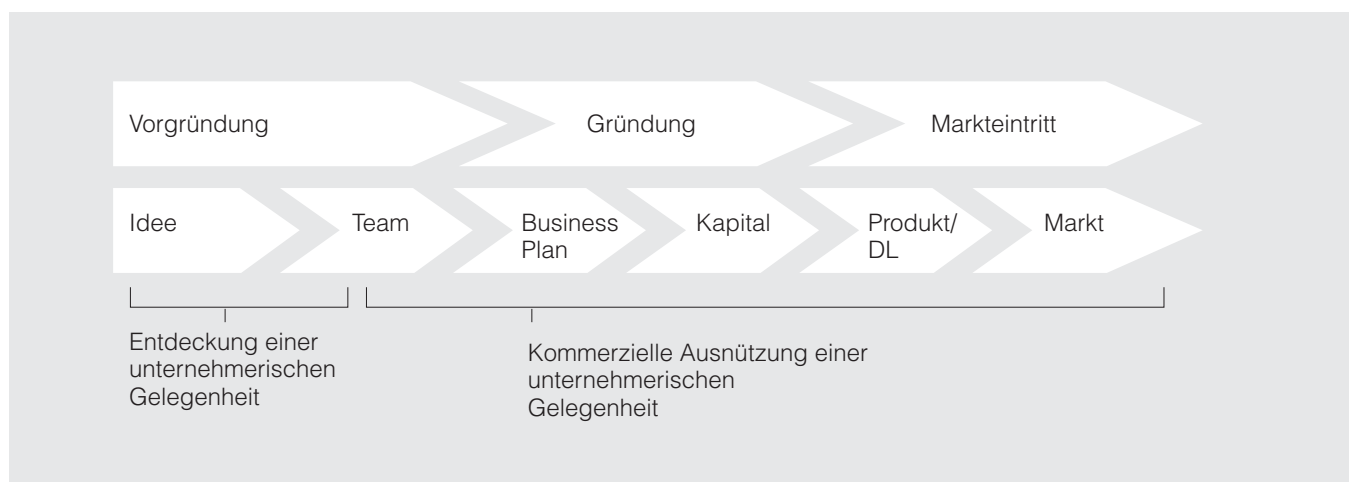 Vorgründung
Gründung
Markteintritt
Idee
Team
Business
Plan
Kapital
Produkt/
DL
Markt
Entdeckung einer
unternehmerischen
Gelegenheit
Kommerzielle Ausnützung einer
unternehmerischen
Gelegenheit